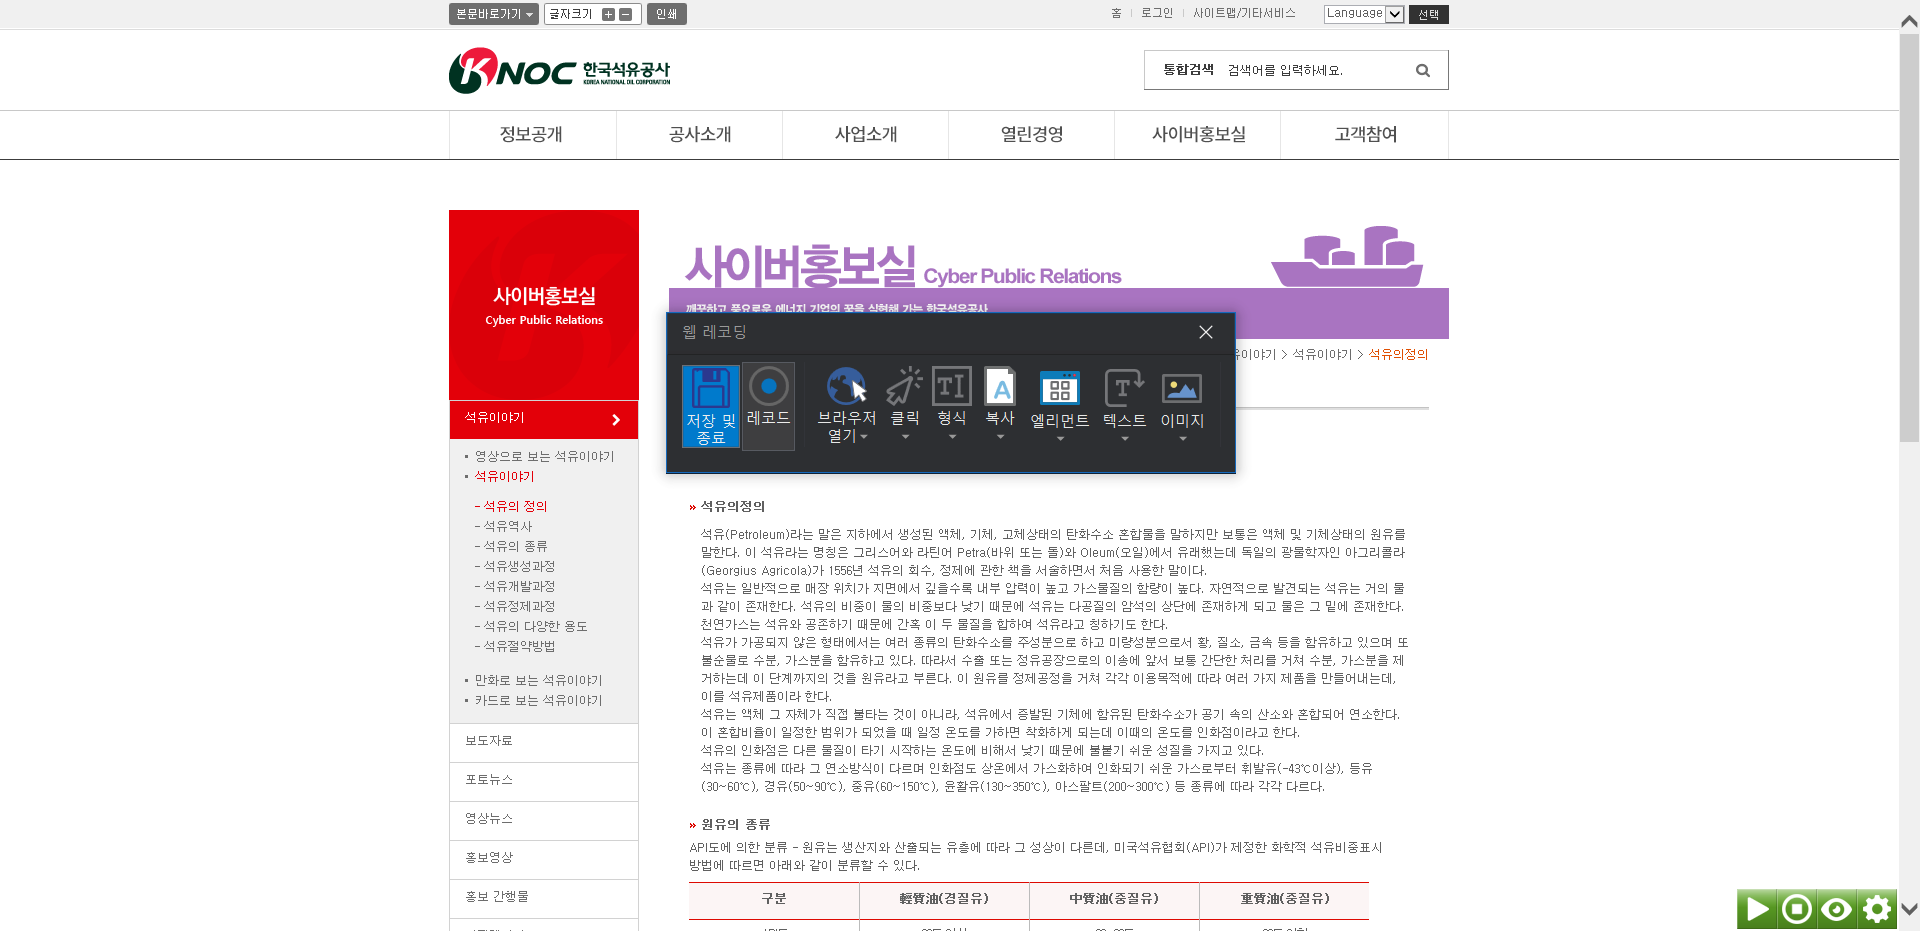 본문바로가기
글자크기
인쇄
홈
로그인
사이트맵/기타서비스
Language
선택
KNOC 한국석유공사
KOREA NATIONAL OIL CORPORATION
통합검색 검색어를 입력하세요.
정보공개
공사소개
사업소개
열린경영
사이버홍보실
고객참여
사이버홍보실
Cyber Public Relations
사이버홍보실 Cyber Public Relations
깨끗하고 풍요로운 에너지 기업의 꿈을 실현해 가는 한국석유공사
유이야기 > 석유이야기 > 석유의정의
웹 레코딩
저장 및
종료
레코드
브라우저
열기
클릭
형식
복사
엘리먼트
텍스트
이미지
석유이야기
영상으로 보는 석유이야기
석유이야기
- 석유의 정의
- 석유역사
- 석유의 종류
- 석유생성과정
- 석유개발과정
- 석유정제과정
- 석유의 다양한 용도
- 석유절약방법
만화로 보는 석유이야기
카드로 보는 석유이야기
보도자료
포토뉴스
영상뉴스
홍보영상
홍보 간행물
» 석유의정의
석유(Petroleum)라는 말은 지하에서 생성된 액체, 기체, 고체상태의 탄화수소 혼합물을 말하지만 보통은 액체 및 기체상태의 원유를
말한다. 이 석유라는 명칭은 그리스어와 라틴어 Petra(바위 또는 돌)와 Oleum(오일)에서 유래했는데 독일의 광물학자인 아그리콜라
(Georgius Agricola)가 1556년 석유의 회수, 정제에 관한 책을 서술하면서 처음 사용한 말이다.
석유는 일반적으로 매장 위치가 지면에서 깊을수록 내부 압력이 높고 가스물질의 함량이 높다. 자연적으로 발견되는 석유는 거의 물
과 같이 존재한다. 석유의 비중이 물의 비중보다 낮기 때문에 석유는 다공질의 암석의 상단에 존재하게 되고 물은 그 밑에 존재한다.
천연가스는 석유와 공존하기 때문에 간혹 이 두 물질을 합하여 석유라고 칭하기도 한다.
석유가 가공되지 않은 형태에서는 여러 종류의 탄화수소를 주성분으로 하고 미량성분으로서 황, 질소, 금속 등을 함유하고 있으며 또
불순물로 수분, 가스분을 함유하고 있다. 따라서 수출 또는 정유공장으로의 이송에 앞서 보통 간단한 처리를 거쳐 수분, 가스분을 제
거하는데 이 단계까지의 것을 원유라고 부른다. 이 원유를 정제공정을 거쳐 각각 이용목적에 따라 여러 가지 제품을 만들어내는데,
이를 석유제품이라 한다.
석유는 액체 그 자체가 직접 불타는 것이 아니라, 석유에서 증발된 기체에 함유된 탄화수소가 공기 속의 산소와 혼합되어 연소한다.
이 혼합비율이 일정한 범위가 되었을 때 일정 온도를 가하면 착화하게 되는데 이때의 온도를 인화점이라고 한다.
석유의 인화점은 다른 물질이 타기 시작하는 온도에 비해서 낮기 때문에 불붙기 쉬운 성질을 가지고 있다.
석유는 종류에 따라 그 연소방식이 다르며 인화점도 상온에서 가스화하여 인화되기 쉬운 가스로부터 휘발유(-43℃이상), 등유
(30~60℃), 경유(50~90℃), 중유(60~150℃), 윤활유(130~350℃), 아스팔트(200~300℃) 등 종류에 따라 각각 다르다.
» 원유의 종류
API도에 의한 분류 - 원유는 생산지와 산출되는 유층에 따라 그 성상이 다른데, 미국석유협회(API)가 제정한 화학적 석유비중표시
방법에 따르면 아래와 같이 분류할 수 있다.
구분
輕質油(경질유)
中質油(중질유)
重質油(중질유)